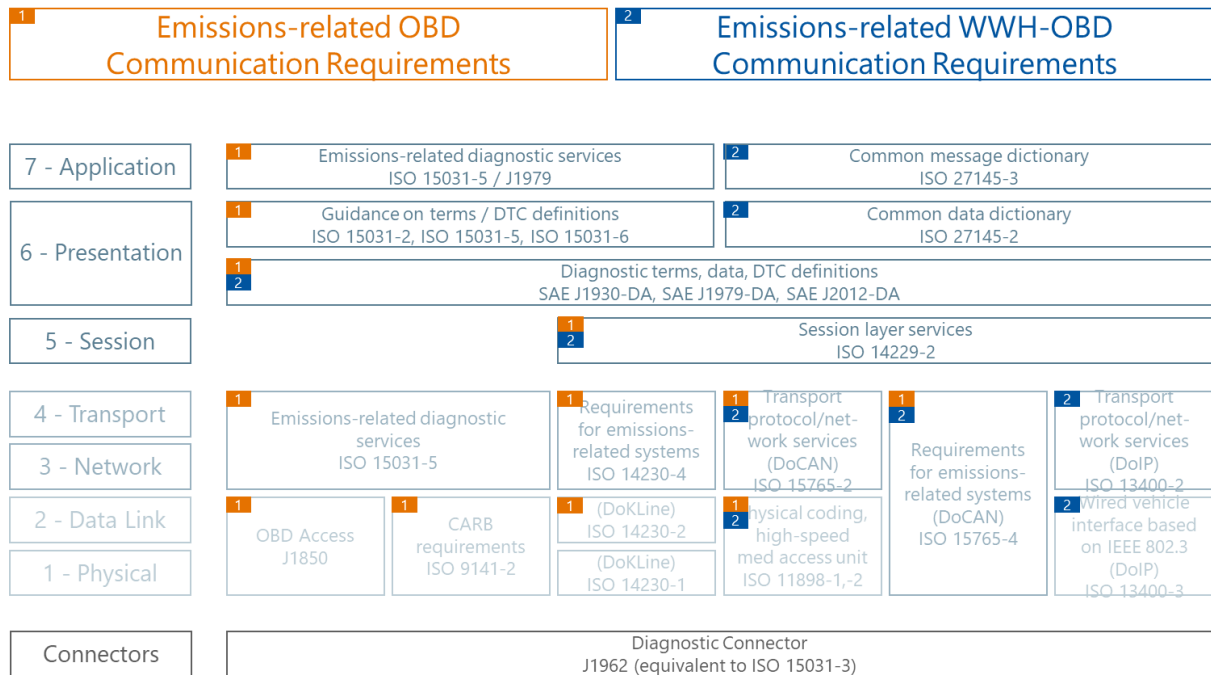 1
Emissions-related OBD
Communication Requirements
2
Emissions-related WWH-OBD
Communication Requirements
7 - Application
1
Emissions-related diagnostic services
ISO 15031-5 / J1979
2
Common message dictionary
ISO 27145-3
6 - Presentation
1
Guidance on terms / DTC definitions
ISO 15031-2, ISO 15031-5, ISO 15031-6
2
Common data dictionary
ISO 27145-2
1
2
Diagnostic terms, data, DTC definitions
SAE J1930-DA, SAE J1979-DA, SAE J2012-DA
5 - Session
1
2
Session layer services
ISO 14229-2
4 - Transport
3 - Network
1
Emissions-related diagnostic
services
ISO 15031-5
1
Requirements
for emissions-
related systems
ISO 14230-4
1
2
Transport
protocol/net-
work services
(DoCAN)
ISO 15765-2
1
2
Requirements
for emissions-
related systems
(DoCAN)
ISO 15765-4
2
Transport
protocol/net-
work services
(DoIP)
ISO 13400-2
2 - Data Link
1 - Physical
1
OBD Access
J1850
1
CARB
requirements
ISO 9141-2
1
(DoKLine)
ISO 14230-2
(DoKLine)
ISO 14230-1
1
2
hysical coding,
high-speed
med access unit
ISO 11898-1,-2
2
Wired vehicle
interface based
on IEEE 802.3
(DoIP)
ISO 13400-3
Connectors
Diagnostic Connector
J1962 (equivalent to ISO 15031-3)